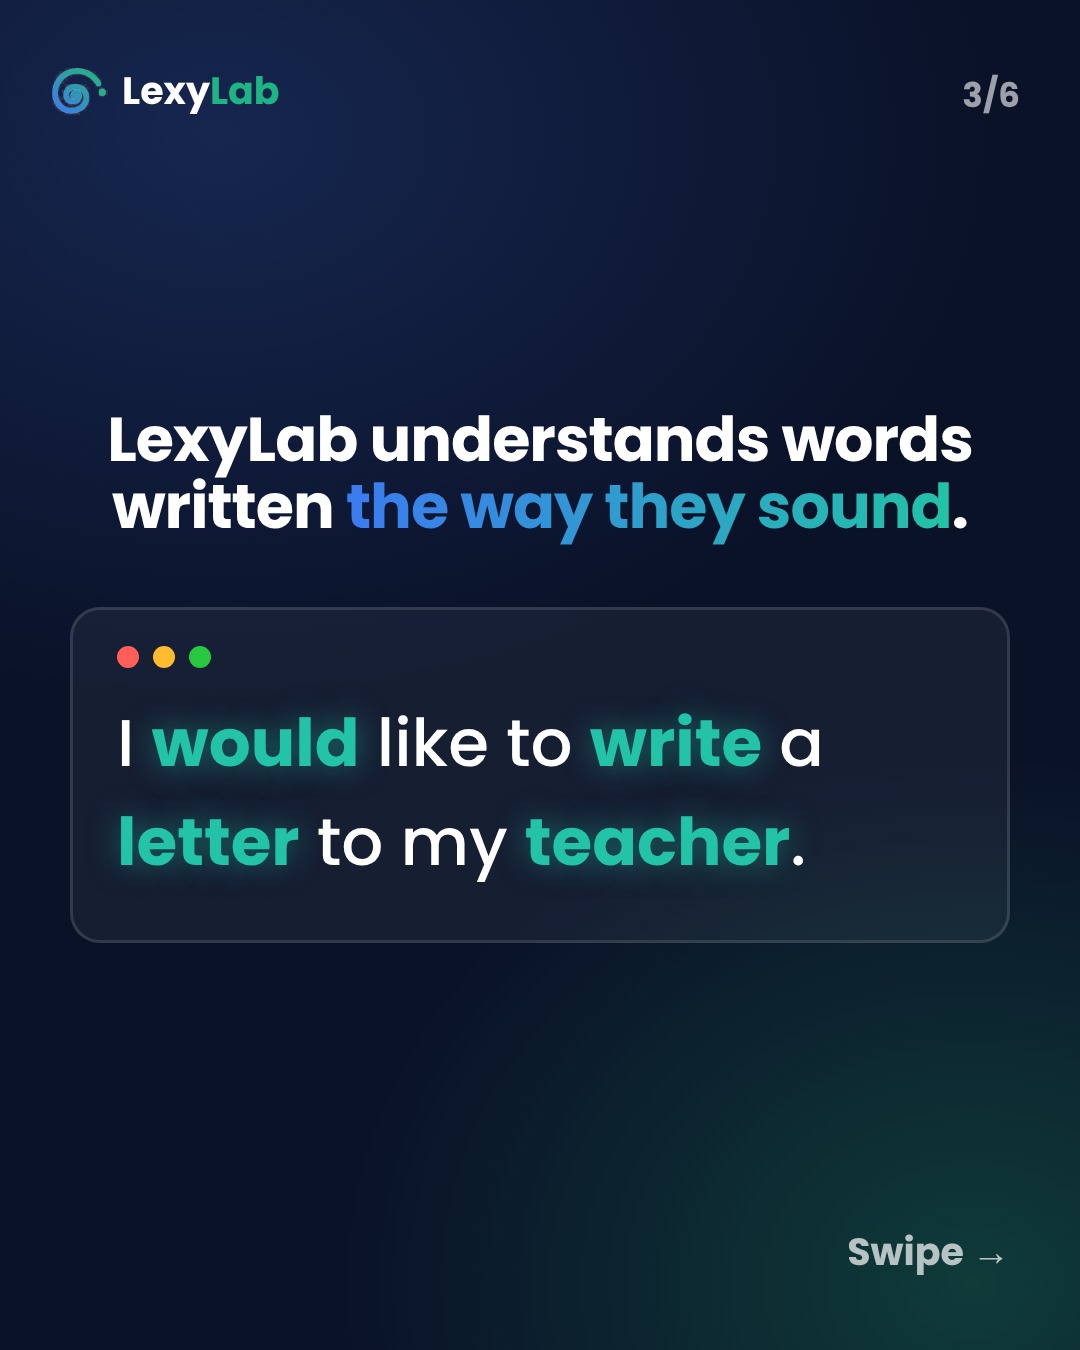 LexyLab
3/6
LexyLab understands words
written the way they sound.
I would like to write a
letter to my teacher.
Swipe →